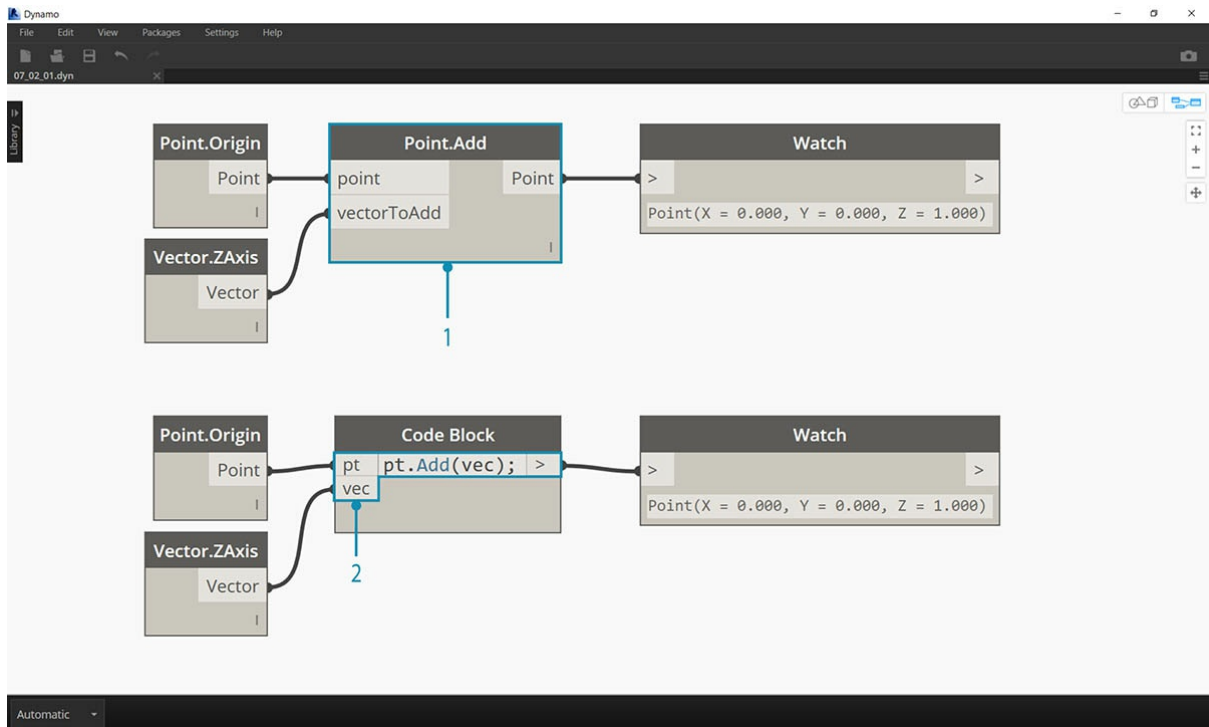 Dynamo
File Edit View Packages Settings Help
07_02_01.dyn
Library
Point.Origin
Point
Vector.ZAxis
Vector
Point.Add
point Point
vectorToAdd
1
Watch
> >
Point(X = 0.000, Y = 0.000, Z = 1.000)
Point.Origin
Point
Vector.ZAxis
Vector
Code Block
pt pt.Add(vec); >
vec
2
Watch
> >
Point(X = 0.000, Y = 0.000, Z = 1.000)
Automatic